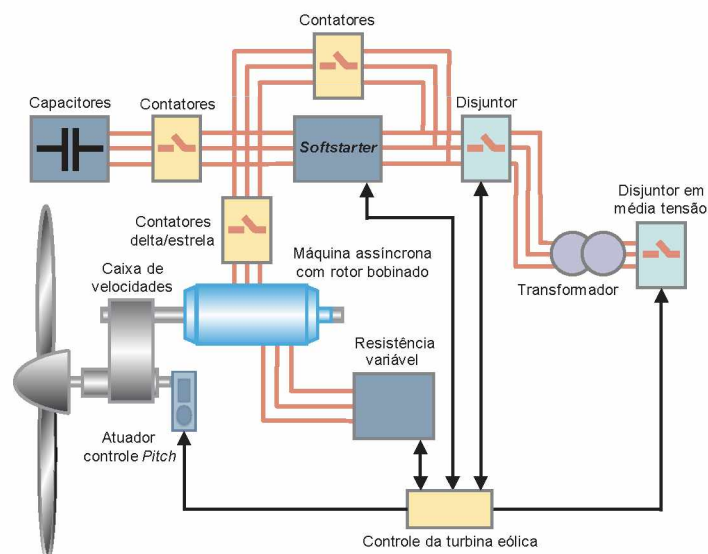 Contatores
Capacitores
Contatores
Disjuntor
Softstarter
Disjuntor em
média tensão
Contatores
delta/estrela
Máquina assíncrona
com rotor bobinado
Caixa de
velocidades
Transformador
Resistência
variável
Atuador
controle Pitch
Controle da turbina eólica